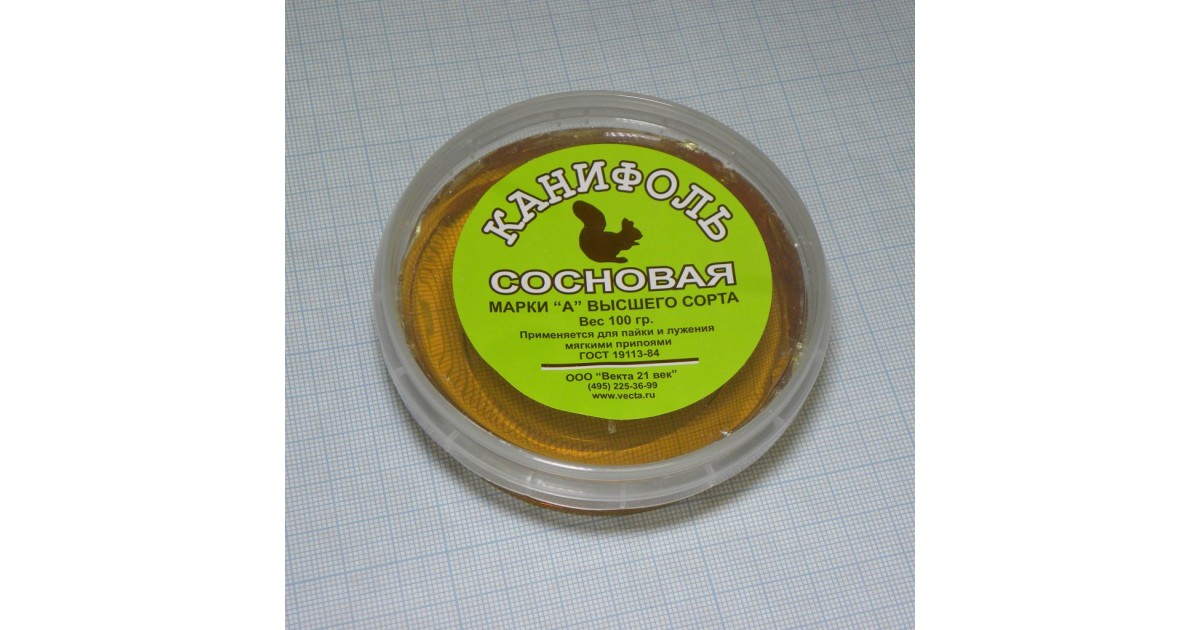 КАНИФОЛЬ
СОСНОВАЯ
МАРКИ “А” ВЫСШЕГО СОРТА
Вес 100 гр.
Применяется для пайки и лужения
мягкими припоями
ГОСТ 19113-84
ООО “Векта 21 век”
(495) 225-36-99
www.vecta.ru